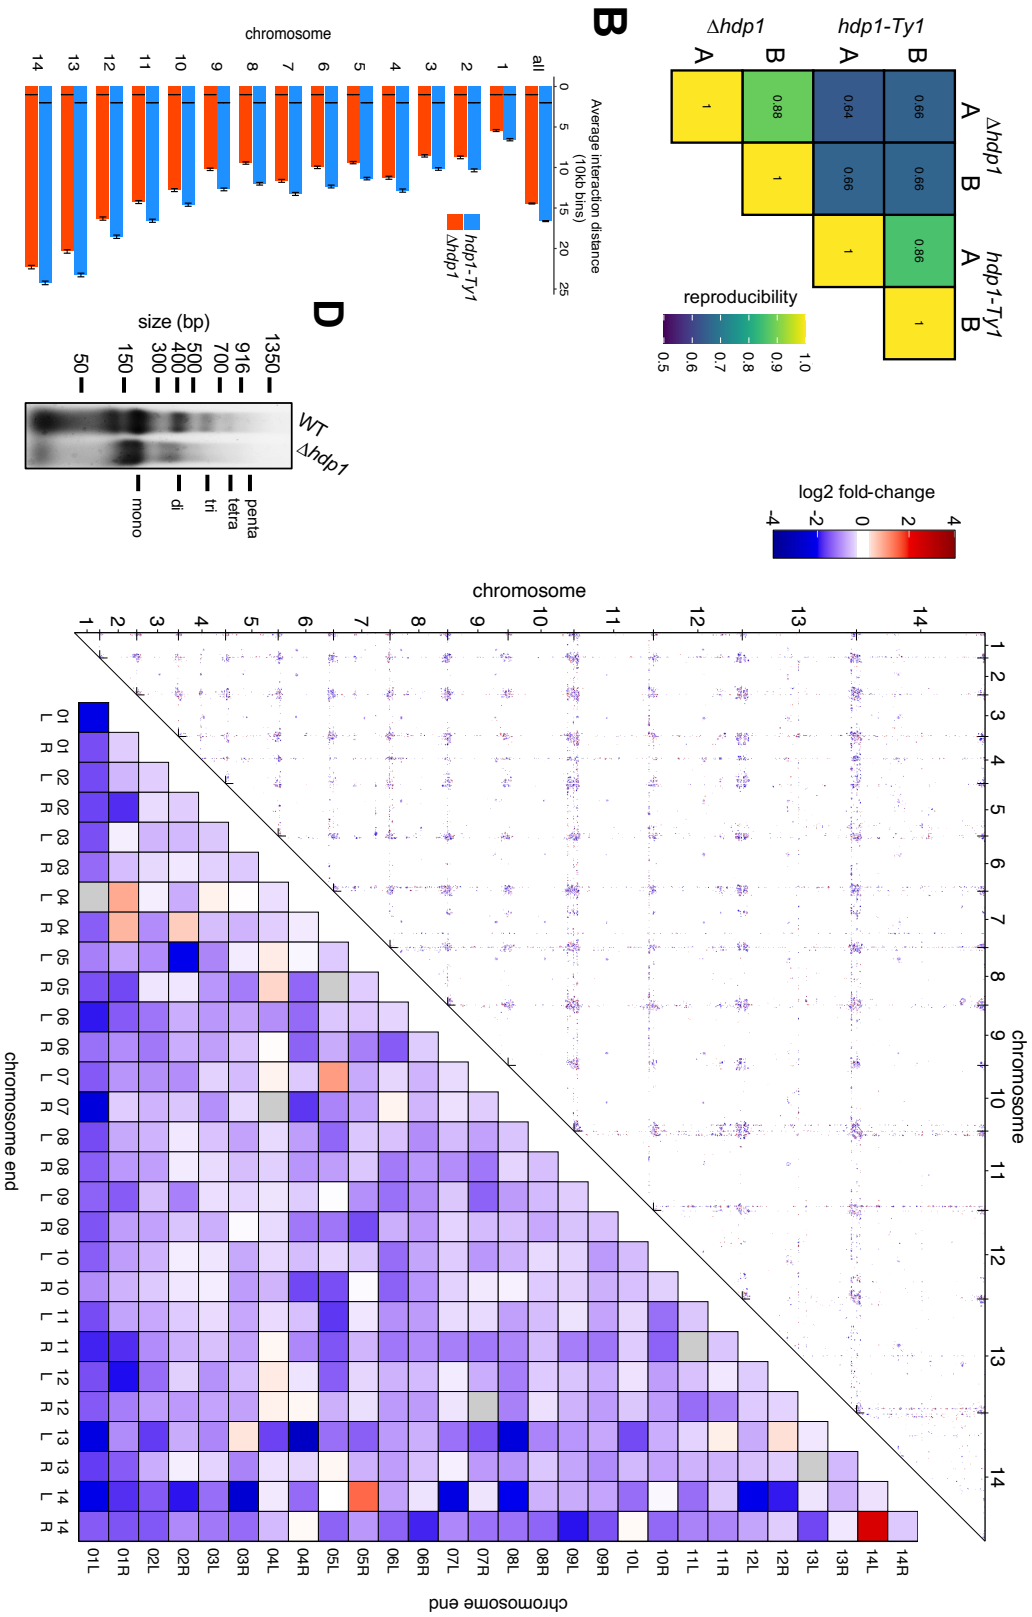 B
Δhdp1
hdp1-Ty1
A
B
A
B
Δhdp1
hdp1-Ty1
B
A
B
A
0.66
0.66
0.86
1
0.64
0.66
1
0.88
1
1
reproducibility
0.5
0.6
0.7
0.8
0.9
1.0
Average interaction distance
(10kb bins)
0
5
10
15
20
25
chromosome
all
1
2
3
4
5
6
7
8
9
10
11
12
13
14
hdp1-Ty1
Δhdp1
D
size (bp)
1350
916
700
500
400
300
150
50
WT
Δhdp1
penta
tetra
tri
di
mono
log2 fold-change
-4
-2
0
2
4
chromosome
1
2
3
4
5
6
7
8
9
10
11
12
13
14
chromosome
1
2
3
4
5
6
7
8
9
10
11
12
13
14
chromosome end
01 L
01 R
02 L
02 R
03 L
03 R
04 L
04 R
05 L
05 R
06 L
06 R
07 L
07 R
08 L
08 R
09 L
09 R
10 L
10 R
11 L
11 R
12 L
12 R
13 L
13 R
14 L
14 R
01L
01R
02L
02R
03L
03R
04L
04R
05L
05R
06L
06R
07L
07R
08L
08R
09L
09R
10L
10R
11L
11R
12L
12R
13L
13R
14L
14R
chromosome end